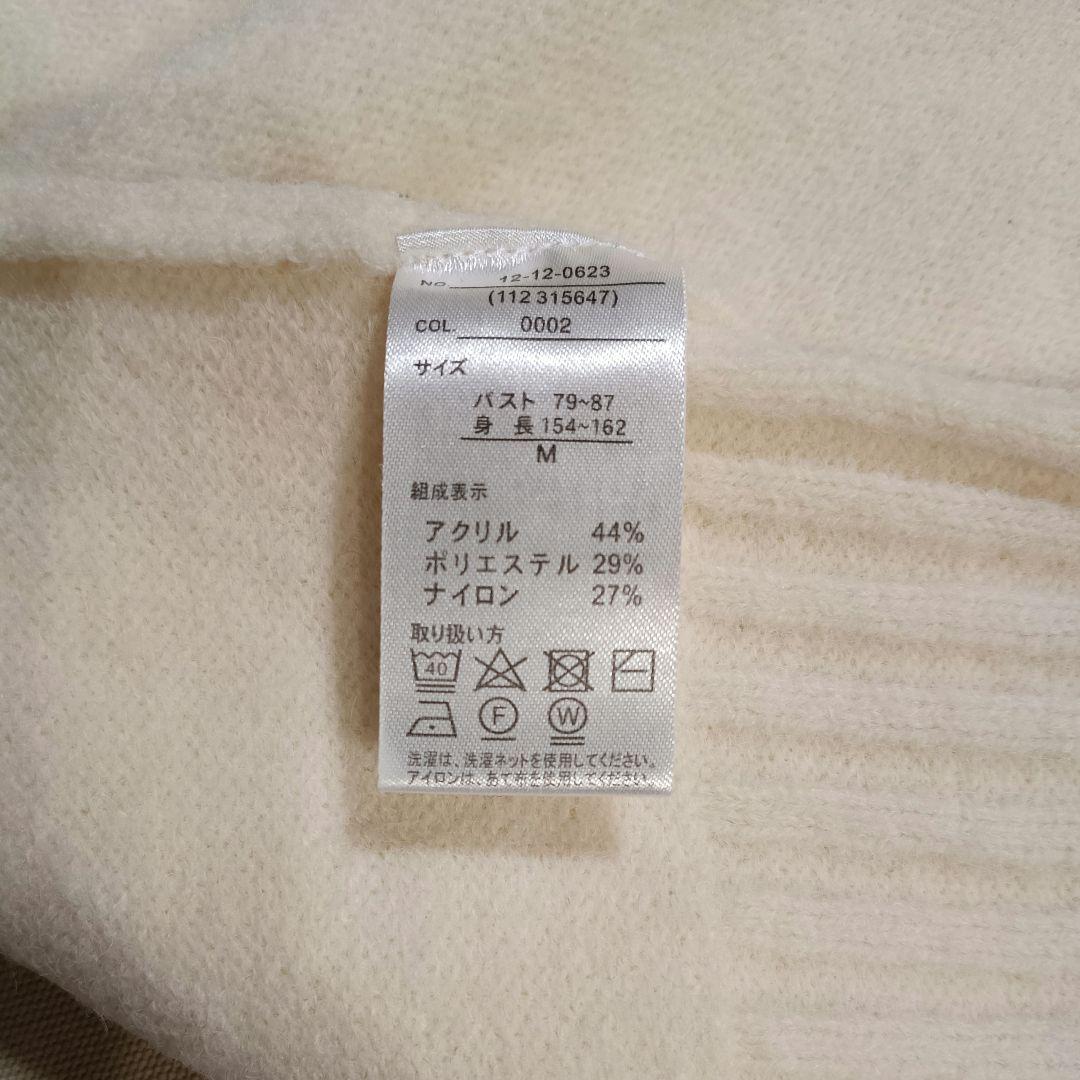 NO. 12-12-0623
(112 315647)
COL. 0002
サイズ
バスト 79~87
身 長 154~162
M
組成表示
アクリル 44%
ポリエステル 29%
ナイロン 27%
取り扱い方
40
F W
洗濯は、洗濯ネットを使用してください。
アイロンは、あて布を使用してください。